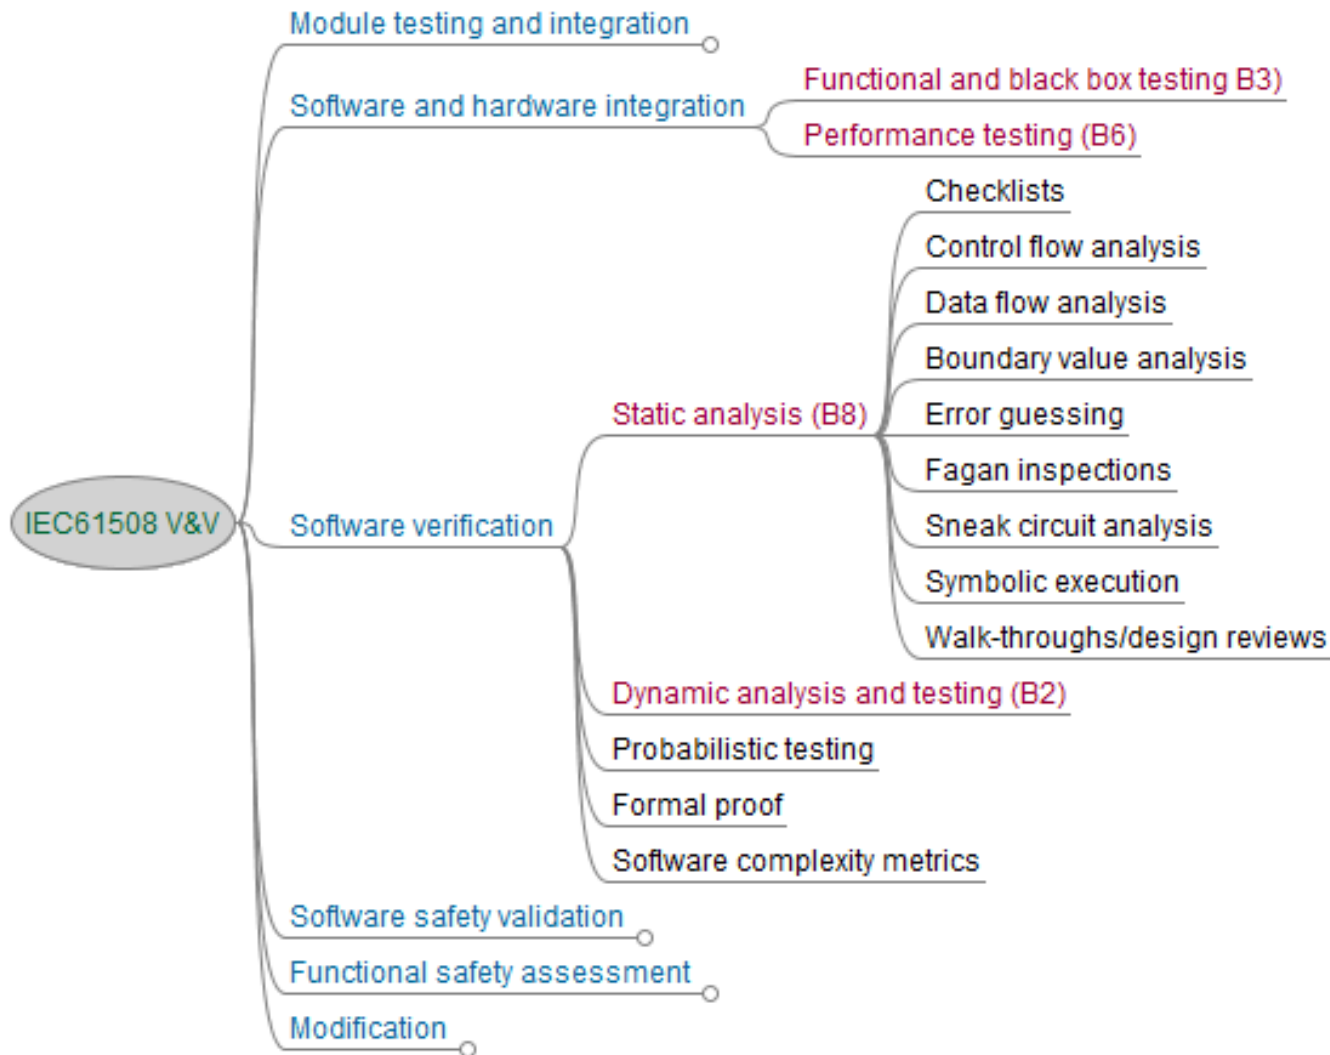 Module testing and integration
Functional and black box testing B3)
Software and hardware integration
Performance testing (B6)
Checklists
Control flow analysis
Data flow analysis
Boundary value analysis
Static analysis (B8)
Error guessing
Fagan inspections
IEC61508 V&V
Software verification
Sneak circuit analysis
Symbolic execution
Walk-throughs/design reviews
Dynamic analysis and testing (B2)
Probabilistic testing
Formal proof
Software complexity metrics
Software safety validation
Functional safety assessment
Modification